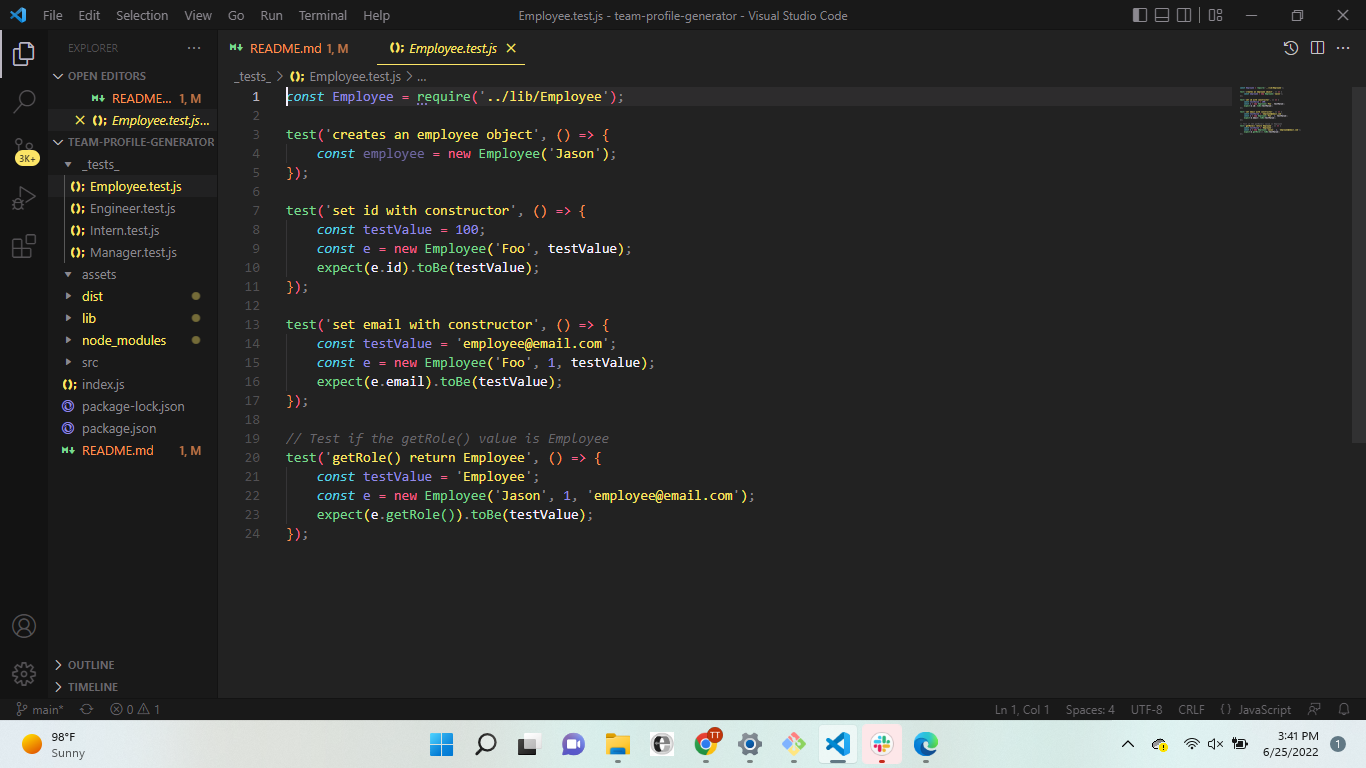 File Edit Selection View Go Run Terminal Help
Employee.test.js - team-profile-generator - Visual Studio Code
EXPLORER
OPEN EDITORS
README... 1, M
Employee.test.js...
TEAM-PROFILE-GENERATOR
_tests_
Employee.test.js
Engineer.test.js
Intern.test.js
Manager.test.js
assets
dist
lib
node_modules
src
index.js
package-lock.json
package.json
README.md 1, M
OUTLINE
TIMELINE
3K+
README.md 1, M
Employee.test.js
_tests_ > Employee.test.js > ...
1 const Employee = require('../lib/Employee');
2
3 test('creates an employee object', () => {
4 const employee = new Employee('Jason');
5 });
6
7 test('set id with constructor', () => {
8 const testValue = 100;
9 const e = new Employee('Foo', testValue);
10 expect(e.id).toBe(testValue);
11 });
12
13 test('set email with constructor', () => {
14 const testValue = 'employee@email.com';
15 const e = new Employee('Foo', 1, testValue);
16 expect(e.email).toBe(testValue);
17 });
18
19 // Test if the getRole() value is Employee
20 test('getRole() return Employee', () => {
21 const testValue = 'Employee';
22 const e = new Employee('Jason', 1, 'employee@email.com');
23 expect(e.getRole()).toBe(testValue);
24 });
main* 0 1
Ln 1, Col 1 Spaces: 4 UTF-8 CRLF {} JavaScript
98°F
Sunny
TT
3:41 PM
6/25/2022
1